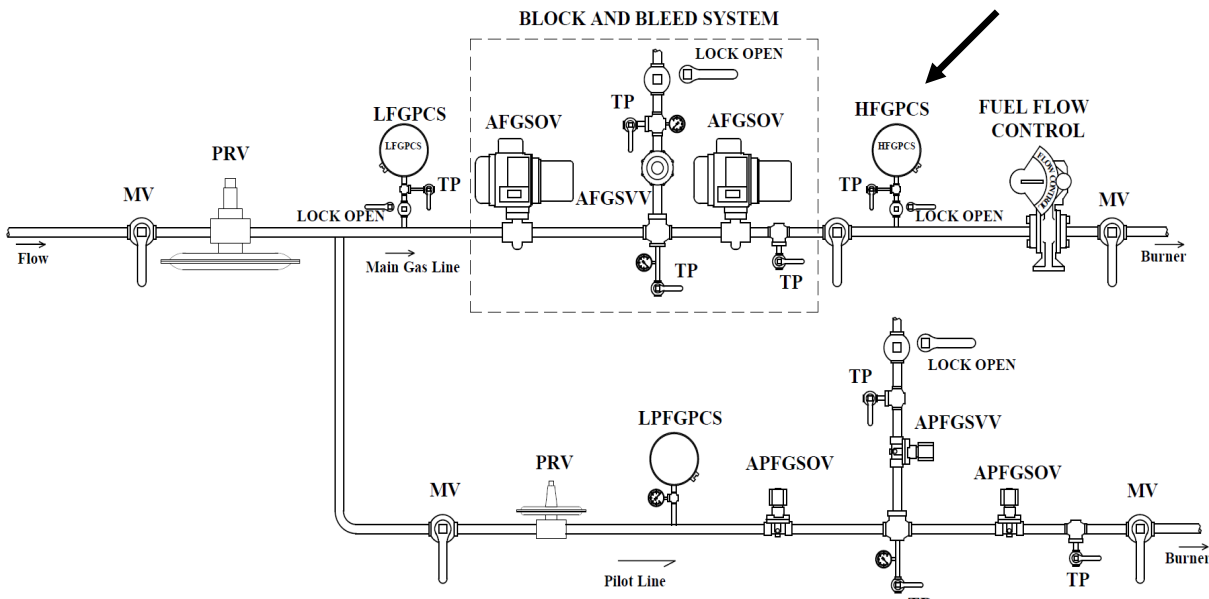 BLOCK AND BLEED SYSTEM
LOCK OPEN
TP
LFGPCS
LFGPCS
AFGSOV
AFGSOV
HFGPCS
HFGPCS
FUEL FLOW
CONTROL
FLOW CONTROL
PRV
TP
TP
MV
LOCK OPEN
AFGSVV
LOCK OPEN
MV
Flow
Main Gas Line
TP
TP
Burner
LOCK OPEN
TP
LPFGPCS
APFGSVV
PRV
APFGSOV
APFGSOV
MV
MV
Pilot Line
TP
Burner